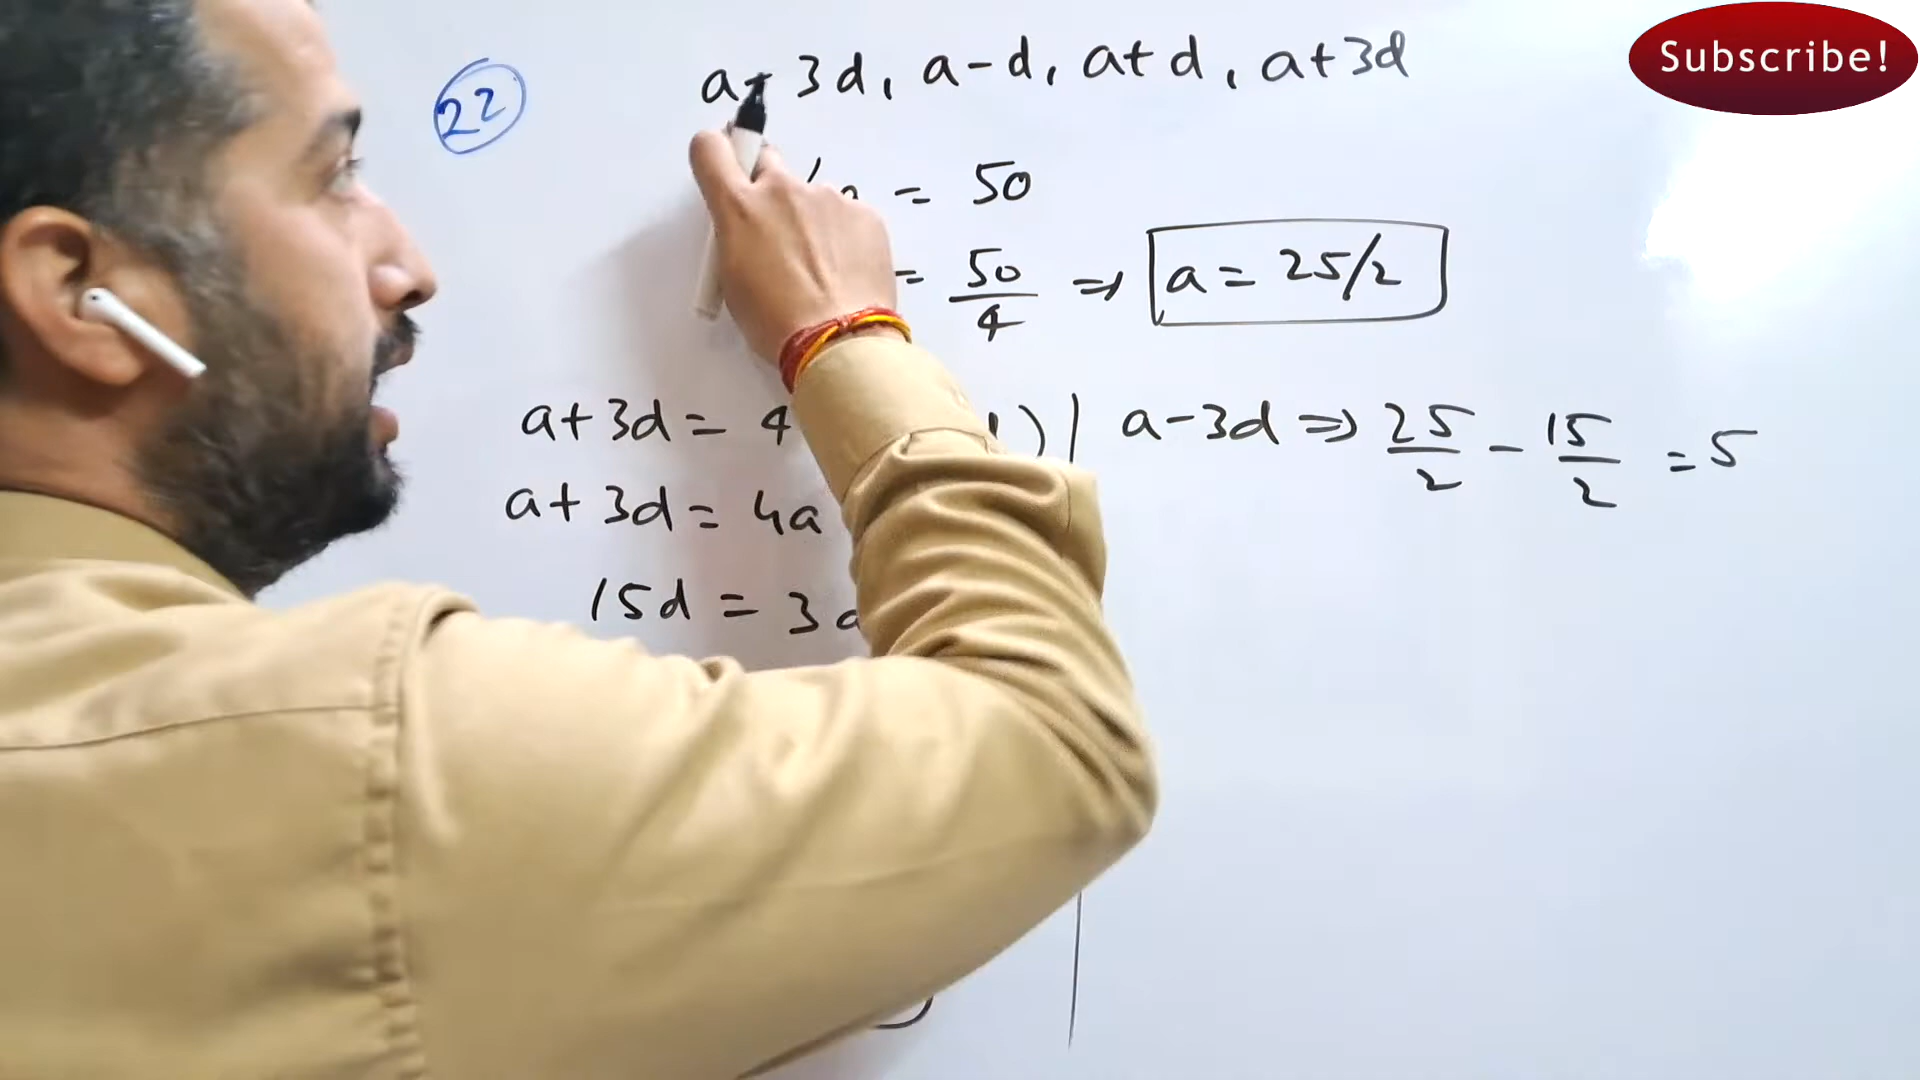 Subscribe!
22
a-3d, a-d, a+d, a+3d
= 50
= 50/4 => a = 25/2
a+3d = 4
a-3d => 25/2 - 15/2 = 5
a+3d = 4a
15d = 3a